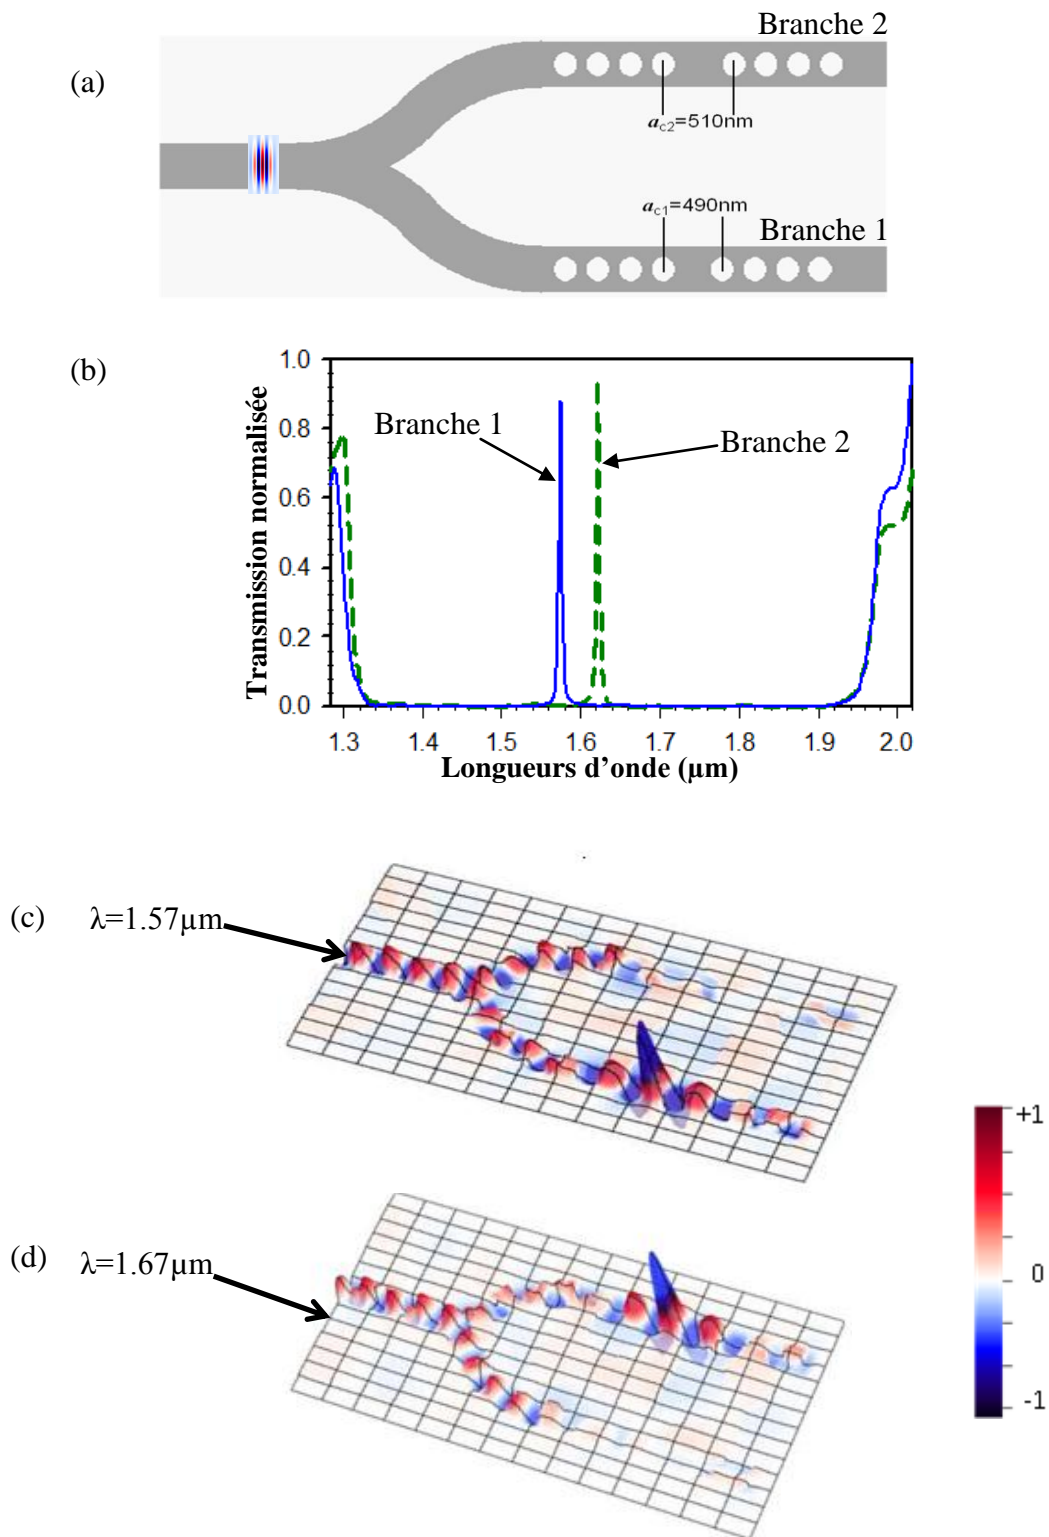 Branche 2
(a)
a_c2=510nm
a_c1=490nm
Branche 1
(b)
Transmission normalisée
1.0
0.8
0.6
0.4
0.2
0.0
Branche 1
Branche 2
1.3 1.4 1.5 1.6 1.7 1.8 1.9 2.0
Longueurs d'onde (µm)
(c) λ=1.57µm
+1
0
-1
(d) λ=1.67µm